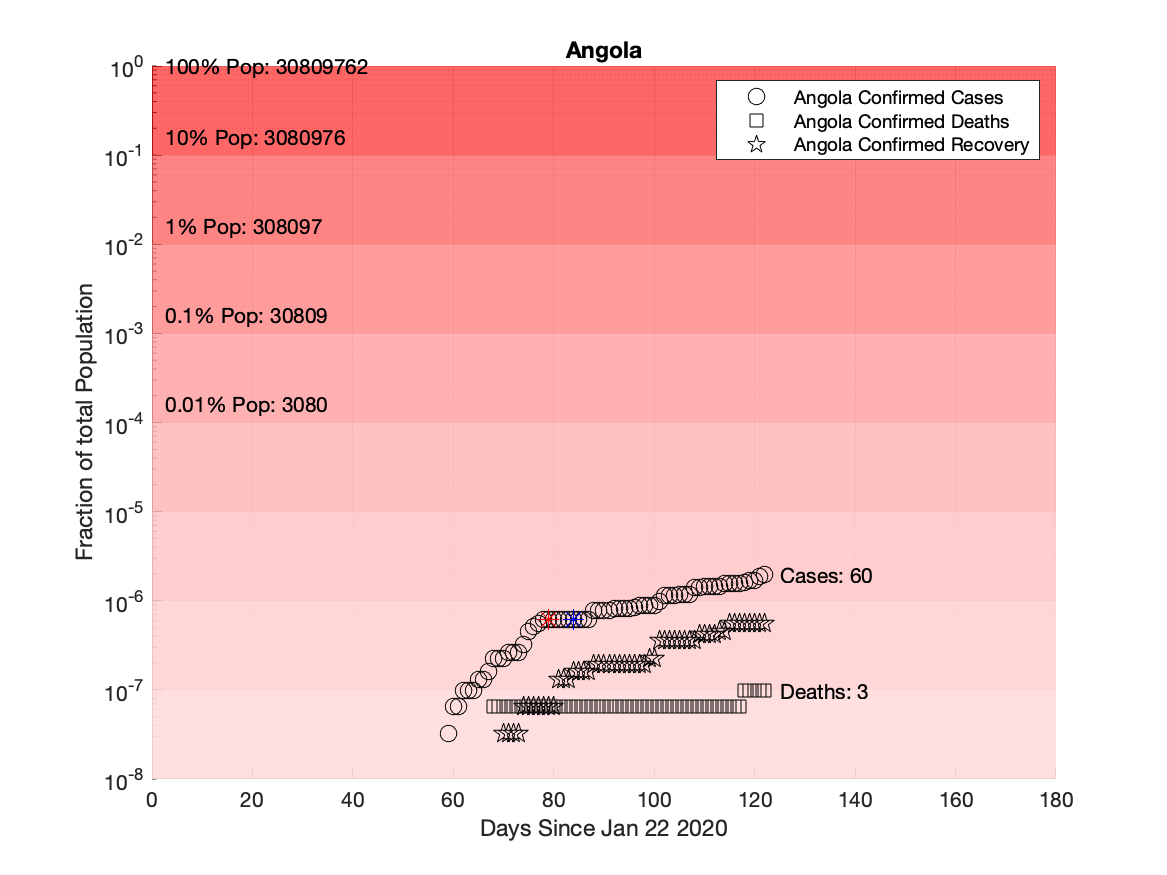 Angola
10^0
10^-1
10^-2
10^-3
10^-4
10^-5
10^-6
10^-7
10^-8
Fraction of total Population
100% Pop: 30809762
10% Pop: 3080976
1% Pop: 308097
0.1% Pop: 30809
0.01% Pop: 3080
Angola Confirmed Cases
Angola Confirmed Deaths
Angola Confirmed Recovery
Cases: 60
Deaths: 3
0 20 40 60 80 100 120 140 160 180
Days Since Jan 22 2020